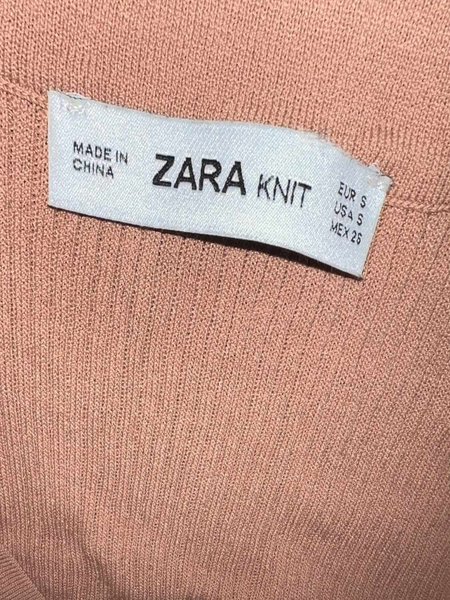 MADE IN
CHINA
ZARA KNIT
EUR S
USA S
MEX 26